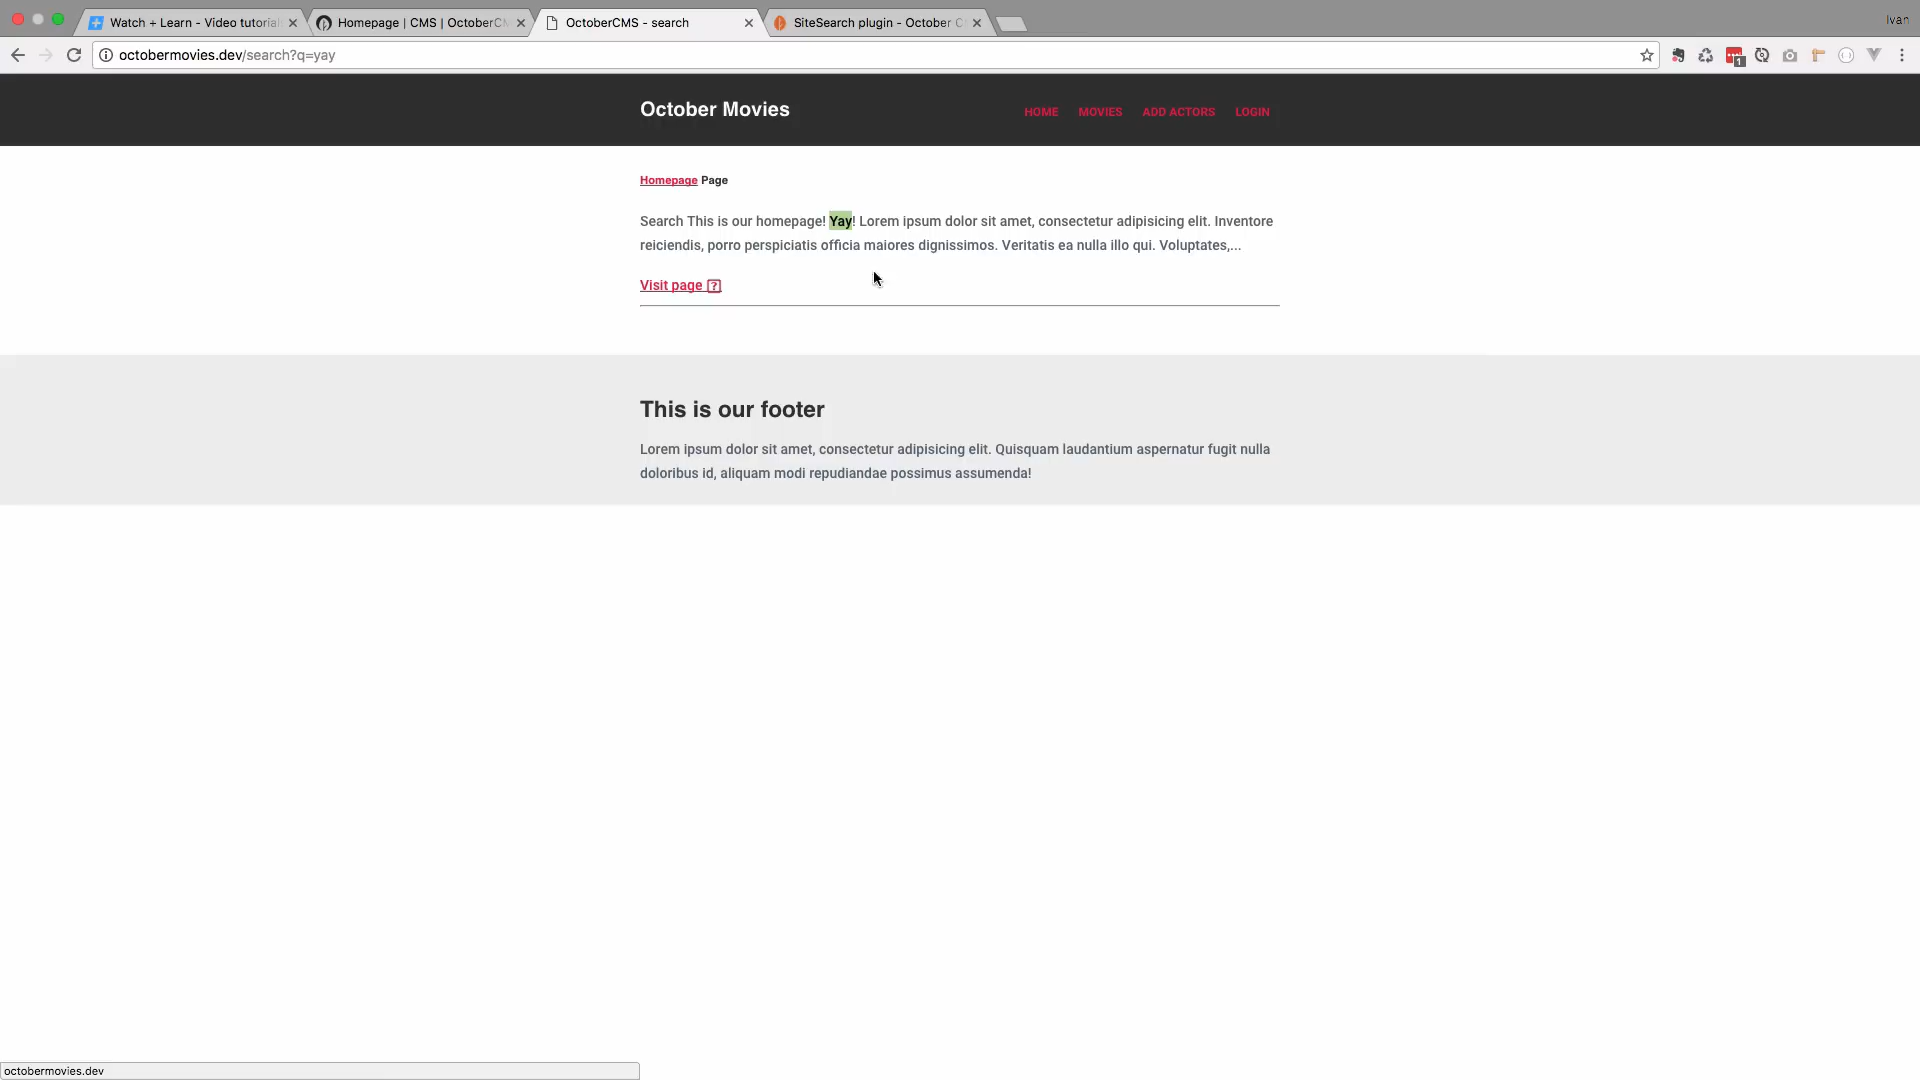 Ivan
Watch + Learn - Video tutorial
Homepage | CMS | OctoberCM
OctoberCMS - search
SiteSearch plugin - October C
octobermovies.dev/search?q=yay
1
October Movies
HOME MOVIES ADD ACTORS LOGIN
Homepage Page
Search This is our homepage! Yay! Lorem ipsum dolor sit amet, consectetur adipisicing elit. Inventore
reiciendis, porro perspiciatis officia maiores dignissimos. Veritatis ea nulla illo qui. Voluptates,...
Visit page ?
This is our footer
Lorem ipsum dolor sit amet, consectetur adipisicing elit. Quisquam laudantium aspernatur fugit nulla
doloribus id, aliquam modi repudiandae possimus assumenda!
octobermovies.dev